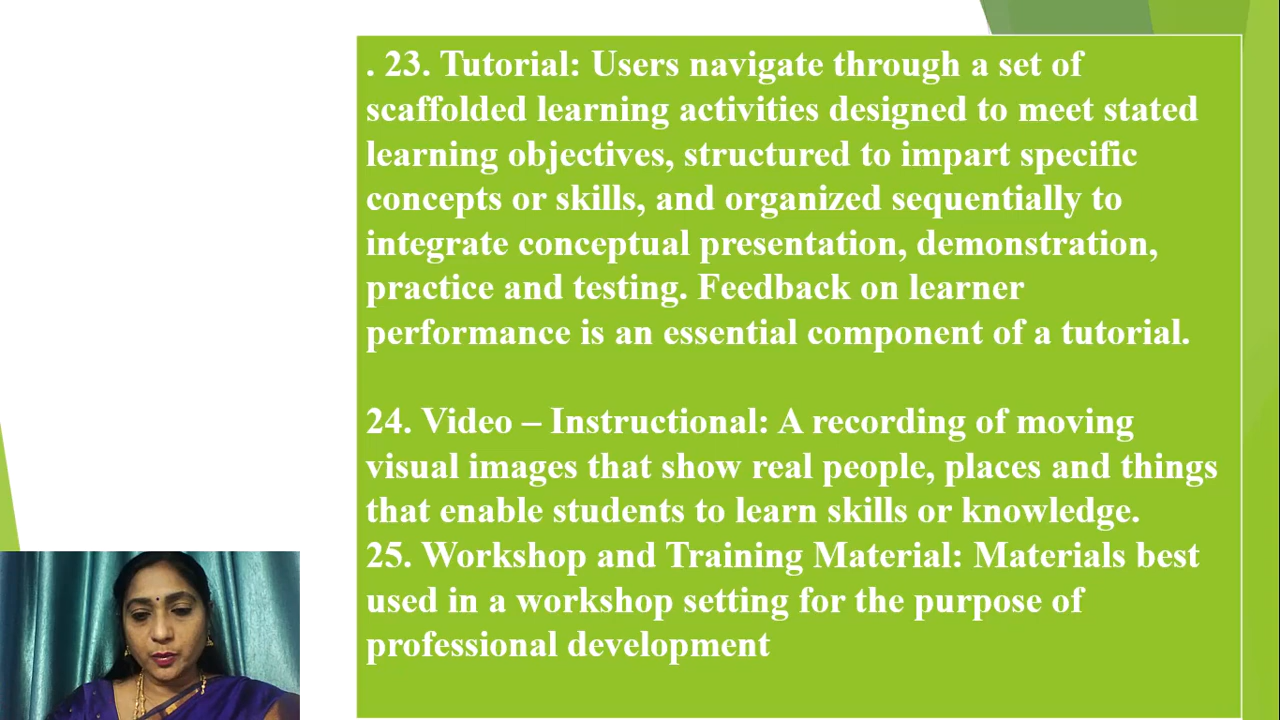 . 23. Tutorial: Users navigate through a set of
scaffolded learning activities designed to meet stated
learning objectives, structured to impart specific
concepts or skills, and organized sequentially to
integrate conceptual presentation, demonstration,
practice and testing. Feedback on learner
performance is an essential component of a tutorial.
24. Video – Instructional: A recording of moving
visual images that show real people, places and things
that enable students to learn skills or knowledge.
25. Workshop and Training Material: Materials best
used in a workshop setting for the purpose of
professional development